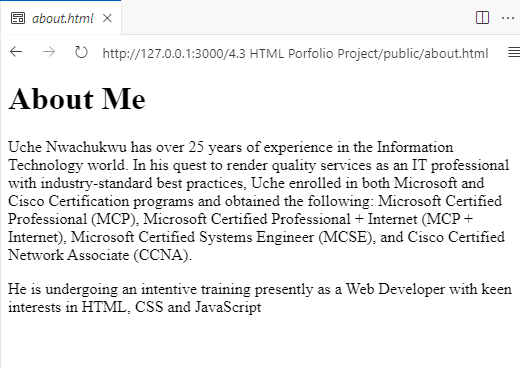 about.html
http://127.0.0.1:3000/4.3 HTML Porfolio Project/public/about.html
About Me
Uche Nwachukwu has over 25 years of experience in the Information
Technology world. In his quest to render quality services as an IT professional
with industry-standard best practices, Uche enrolled in both Microsoft and
Cisco Certification programs and obtained the following: Microsoft Certified
Professional (MCP), Microsoft Certified Professional + Internet (MCP +
Internet), Microsoft Certified Systems Engineer (MCSE), and Cisco Certified
Network Associate (CCNA).
He is undergoing an intentive training presently as a Web Developer with keen
interests in HTML, CSS and JavaScript